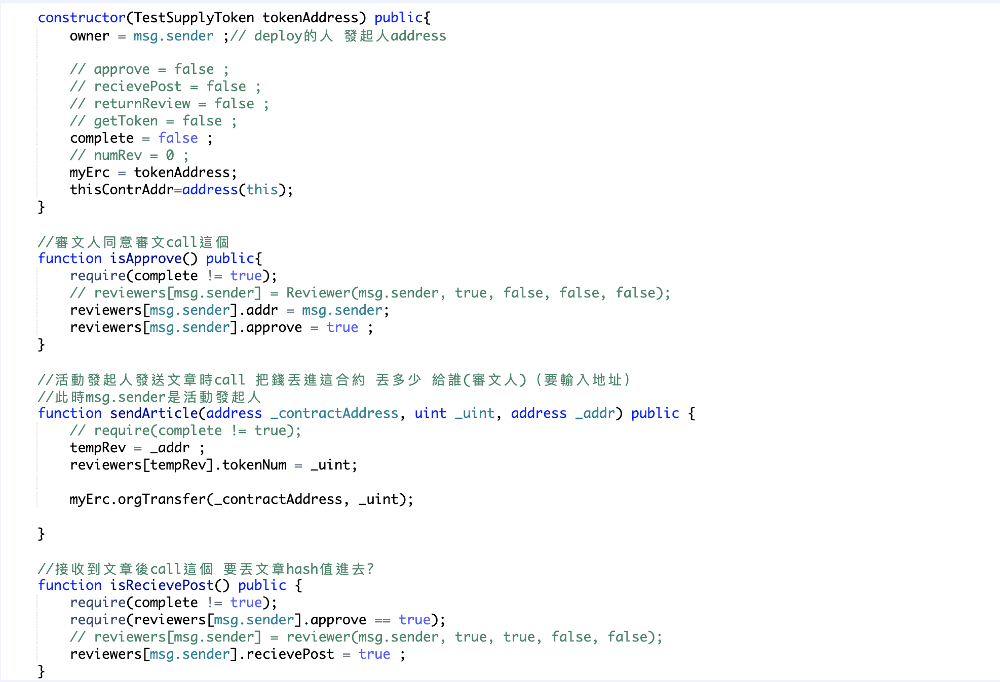 constructor(TestSupplyToken tokenAddress) public{
owner = msg.sender ;// deploy的人 發起人address
// approve = false ;
// recievePost = false ;
// returnReview = false ;
// getToken = false ;
complete = false ;
// numRev = 0 ;
myErc = tokenAddress;
thisContrAddr=address(this);
}
//審文人同意審文call這個
function isApprove() public{
require(complete != true);
// reviewers[msg.sender] = Reviewer(msg.sender, true, false, false, false);
reviewers[msg.sender].addr = msg.sender;
reviewers[msg.sender].approve = true ;
}
//活動發起人發送文章時call 把錢丟進這合約 丟多少 給誰(審文人)（要輸入地址）
//此時msg.sender是活動發起人
function sendArticle(address _contractAddress, uint _uint, address _addr) public {
// require(complete != true);
tempRev = _addr ;
reviewers[tempRev].tokenNum = _uint;
myErc.orgTransfer(_contractAddress, _uint);
}
//接收到文章後call這個 要丟文章hash值進去?
function isRecievePost() public {
require(complete != true);
require(reviewers[msg.sender].approve == true);
// reviewers[msg.sender] = reviewer(msg.sender, true, true, false, false);
reviewers[msg.sender].recievePost = true ;
}